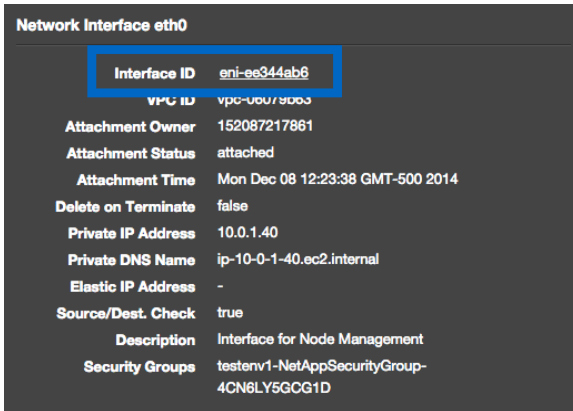 Network Interface eth0
Interface ID eni-ee344ab6
VPC ID vpc-06079b63
Attachment Owner 152087217861
Attachment Status attached
Attachment Time Mon Dec 08 12:23:38 GMT-500 2014
Delete on Terminate false
Private IP Address 10.0.1.40
Private DNS Name ip-10-0-1-40.ec2.internal
Elastic IP Address -
Source/Dest. Check true
Description Interface for Node Management
Security Groups testenv1-NetAppSecurityGroup-
4CN6LY5GCG1D